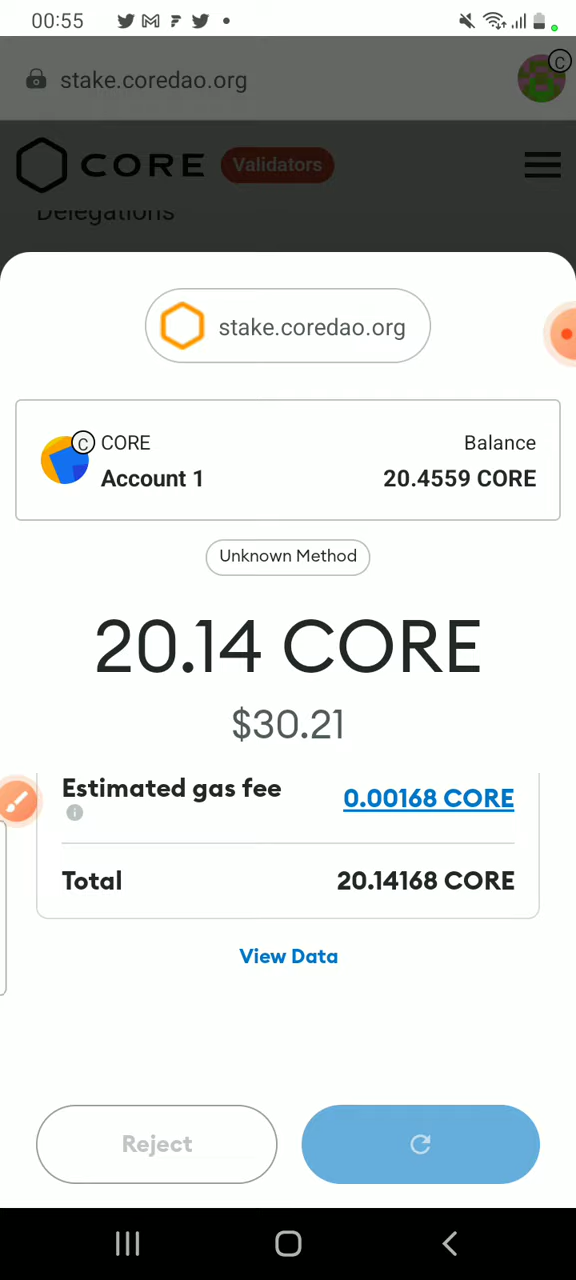 00:55
stake.coredao.org
C
CORE Validators
Delegations
stake.coredao.org
C CORE Balance
Account 1 20.4559 CORE
Unknown Method
20.14 CORE
$30.21
Estimated gas fee
0.00168 CORE
Total 20.14168 CORE
View Data
Reject